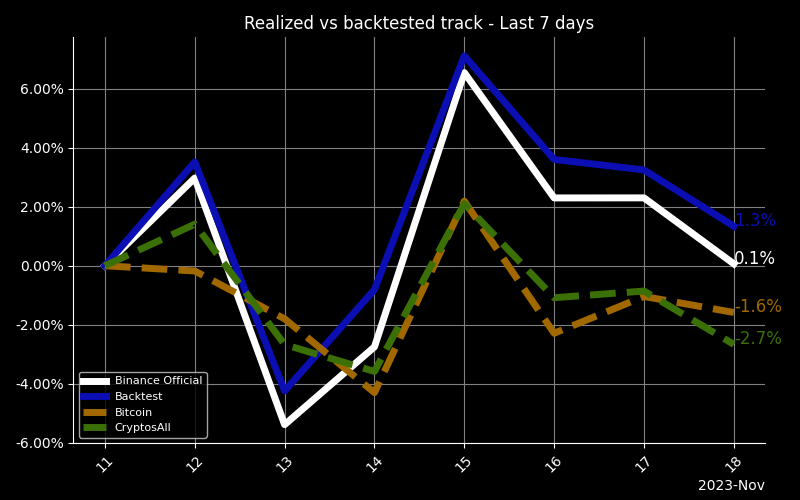 Realized vs backtested track - Last 7 days
6.00%
4.00%
2.00%
0.00%
-2.00%
-4.00%
-6.00%
1.3%
0.1%
-1.6%
-2.7%
Binance Official
Backtest
Bitcoin
CryptosAll
11 12 13 14 15 16 17 18
2023-Nov